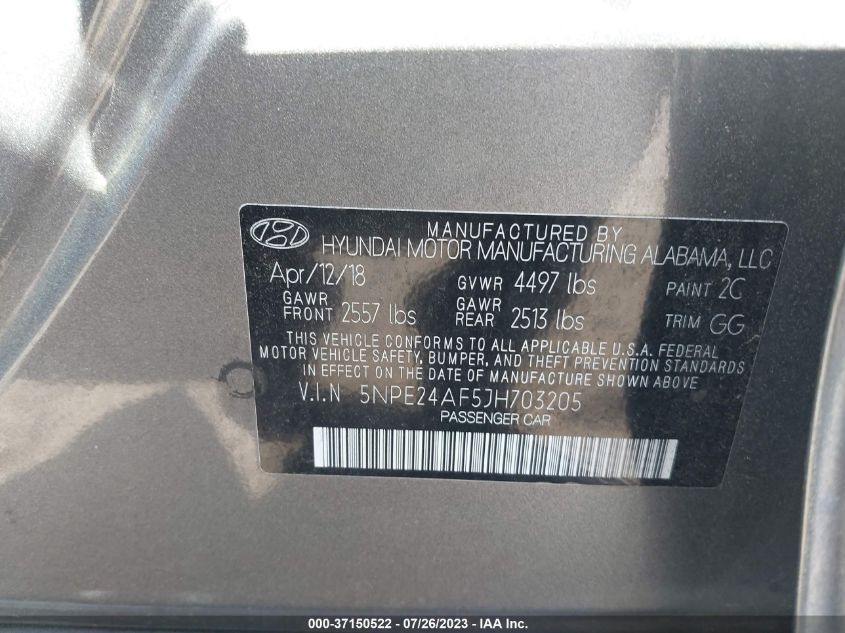 MANUFACTURED BY
HYUNDAI MOTOR MANUFACTURING ALABAMA, LLC
Apr/12/18 GVWR 4497 lbs PAINT 2C
GAWR FRONT 2557 lbs GAWR REAR 2513 lbs TRIM GG
THIS VEHICLE CONFORMS TO ALL APPLICABLE U.S.A. FEDERAL
MOTOR VEHICLE SAFETY, BUMPER, AND THEFT PREVENTION STANDARDS
IN EFFECT ON THE DATE OF MANUFACTURE SHOWN ABOVE
V.I.N 5NPE24AF5JH703205
PASSENGER CAR
000-37150522 - 07/26/2023 - IAA Inc.